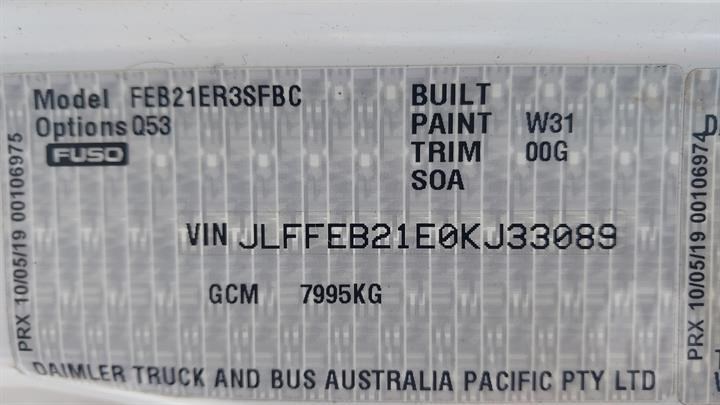 Model FEB21ER3SFBC
Options Q53
FUSO
BUILT
PAINT W31
TRIM 00G
SOA
VIN JLFFEB21E0KJ33089
GCM 7995KG
DAIMLER TRUCK AND BUS AUSTRALIA PACIFIC PTY LTD
PRX 10/05/19 00106975
PRX 10/05/19 00106974